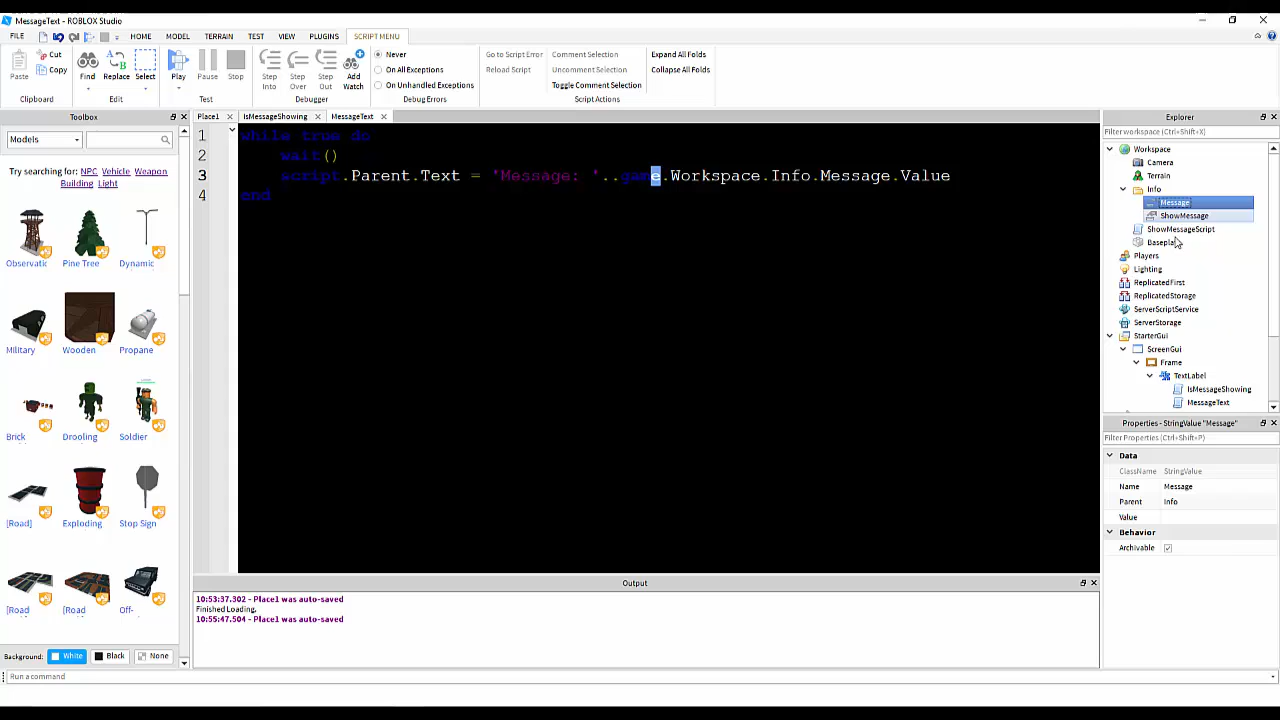 MessageText - ROBLOX Studio
FILE HOME MODEL TERRAIN TEST VIEW PLUGINS SCRIPT MENU
Paste Cut Copy Find Replace Select Play Pause Stop Step Into Step Over Step Out Add Watch Never On All Exceptions On Unhandled Exceptions Go to Script Error Reload Script Comment Selection Uncomment Selection Toggle Comment Selection Expand All Folds Collapse All Folds
Clipboard Edit Test Debugger Debug Errors Script Actions
Toolbox
Models
Try searching for: NPC Vehicle Weapon
Building Light
Observatic Pine Tree Dynamic
Military Wooden Propane
Brick Drooling Soldier
[Road] Exploding Stop Sign
[Road [Road Off-
Background: White Black None
Place1 IsMessageShowing MessageText
1 while true do
2 wait()
3 script.Parent.Text = 'Message: '..game.Workspace.Info.Message.Value
4 end
Output
10:53:37.302 - Place1 was auto-saved
Finished Loading.
10:55:47.504 - Place1 was auto-saved
Run a command
Explorer
Filter workspace (Ctrl+Shift+X)
Workspace
Camera
Terrain
Info
Message
ShowMessage
ShowMessageScript
Baseplate
Players
Lighting
ReplicatedFirst
ReplicatedStorage
ServerScriptService
ServerStorage
StarterGui
ScreenGui
Frame
TextLabel
IsMessageShowing
MessageText
Properties - StringValue "Message"
Filter Properties (Ctrl+Shift+P)
Data
ClassName StringValue
Name Message
Parent Info
Value
Behavior
Archivable